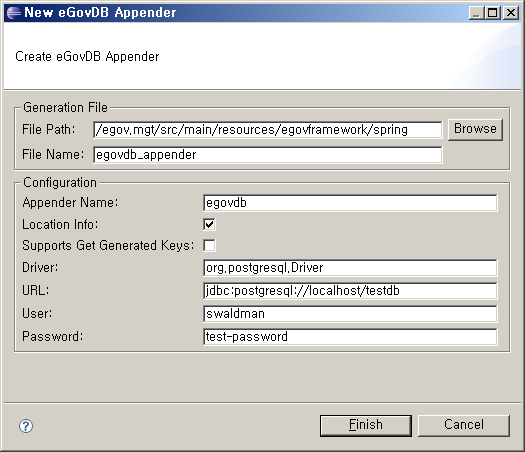 New eGovDB Appender
Create eGovDB Appender
Generation File
File Path: /egov.mgt/src/main/resources/egovframework/spring Browse
File Name: egovdb_appender
Configuration
Appender Name: egovdb
Location Info:
Supports Get Generated Keys:
Driver: org.postgresql.Driver
URL: jdbc:postgresql://localhost/testdb
User: swaldman
Password: test-password
? Finish Cancel